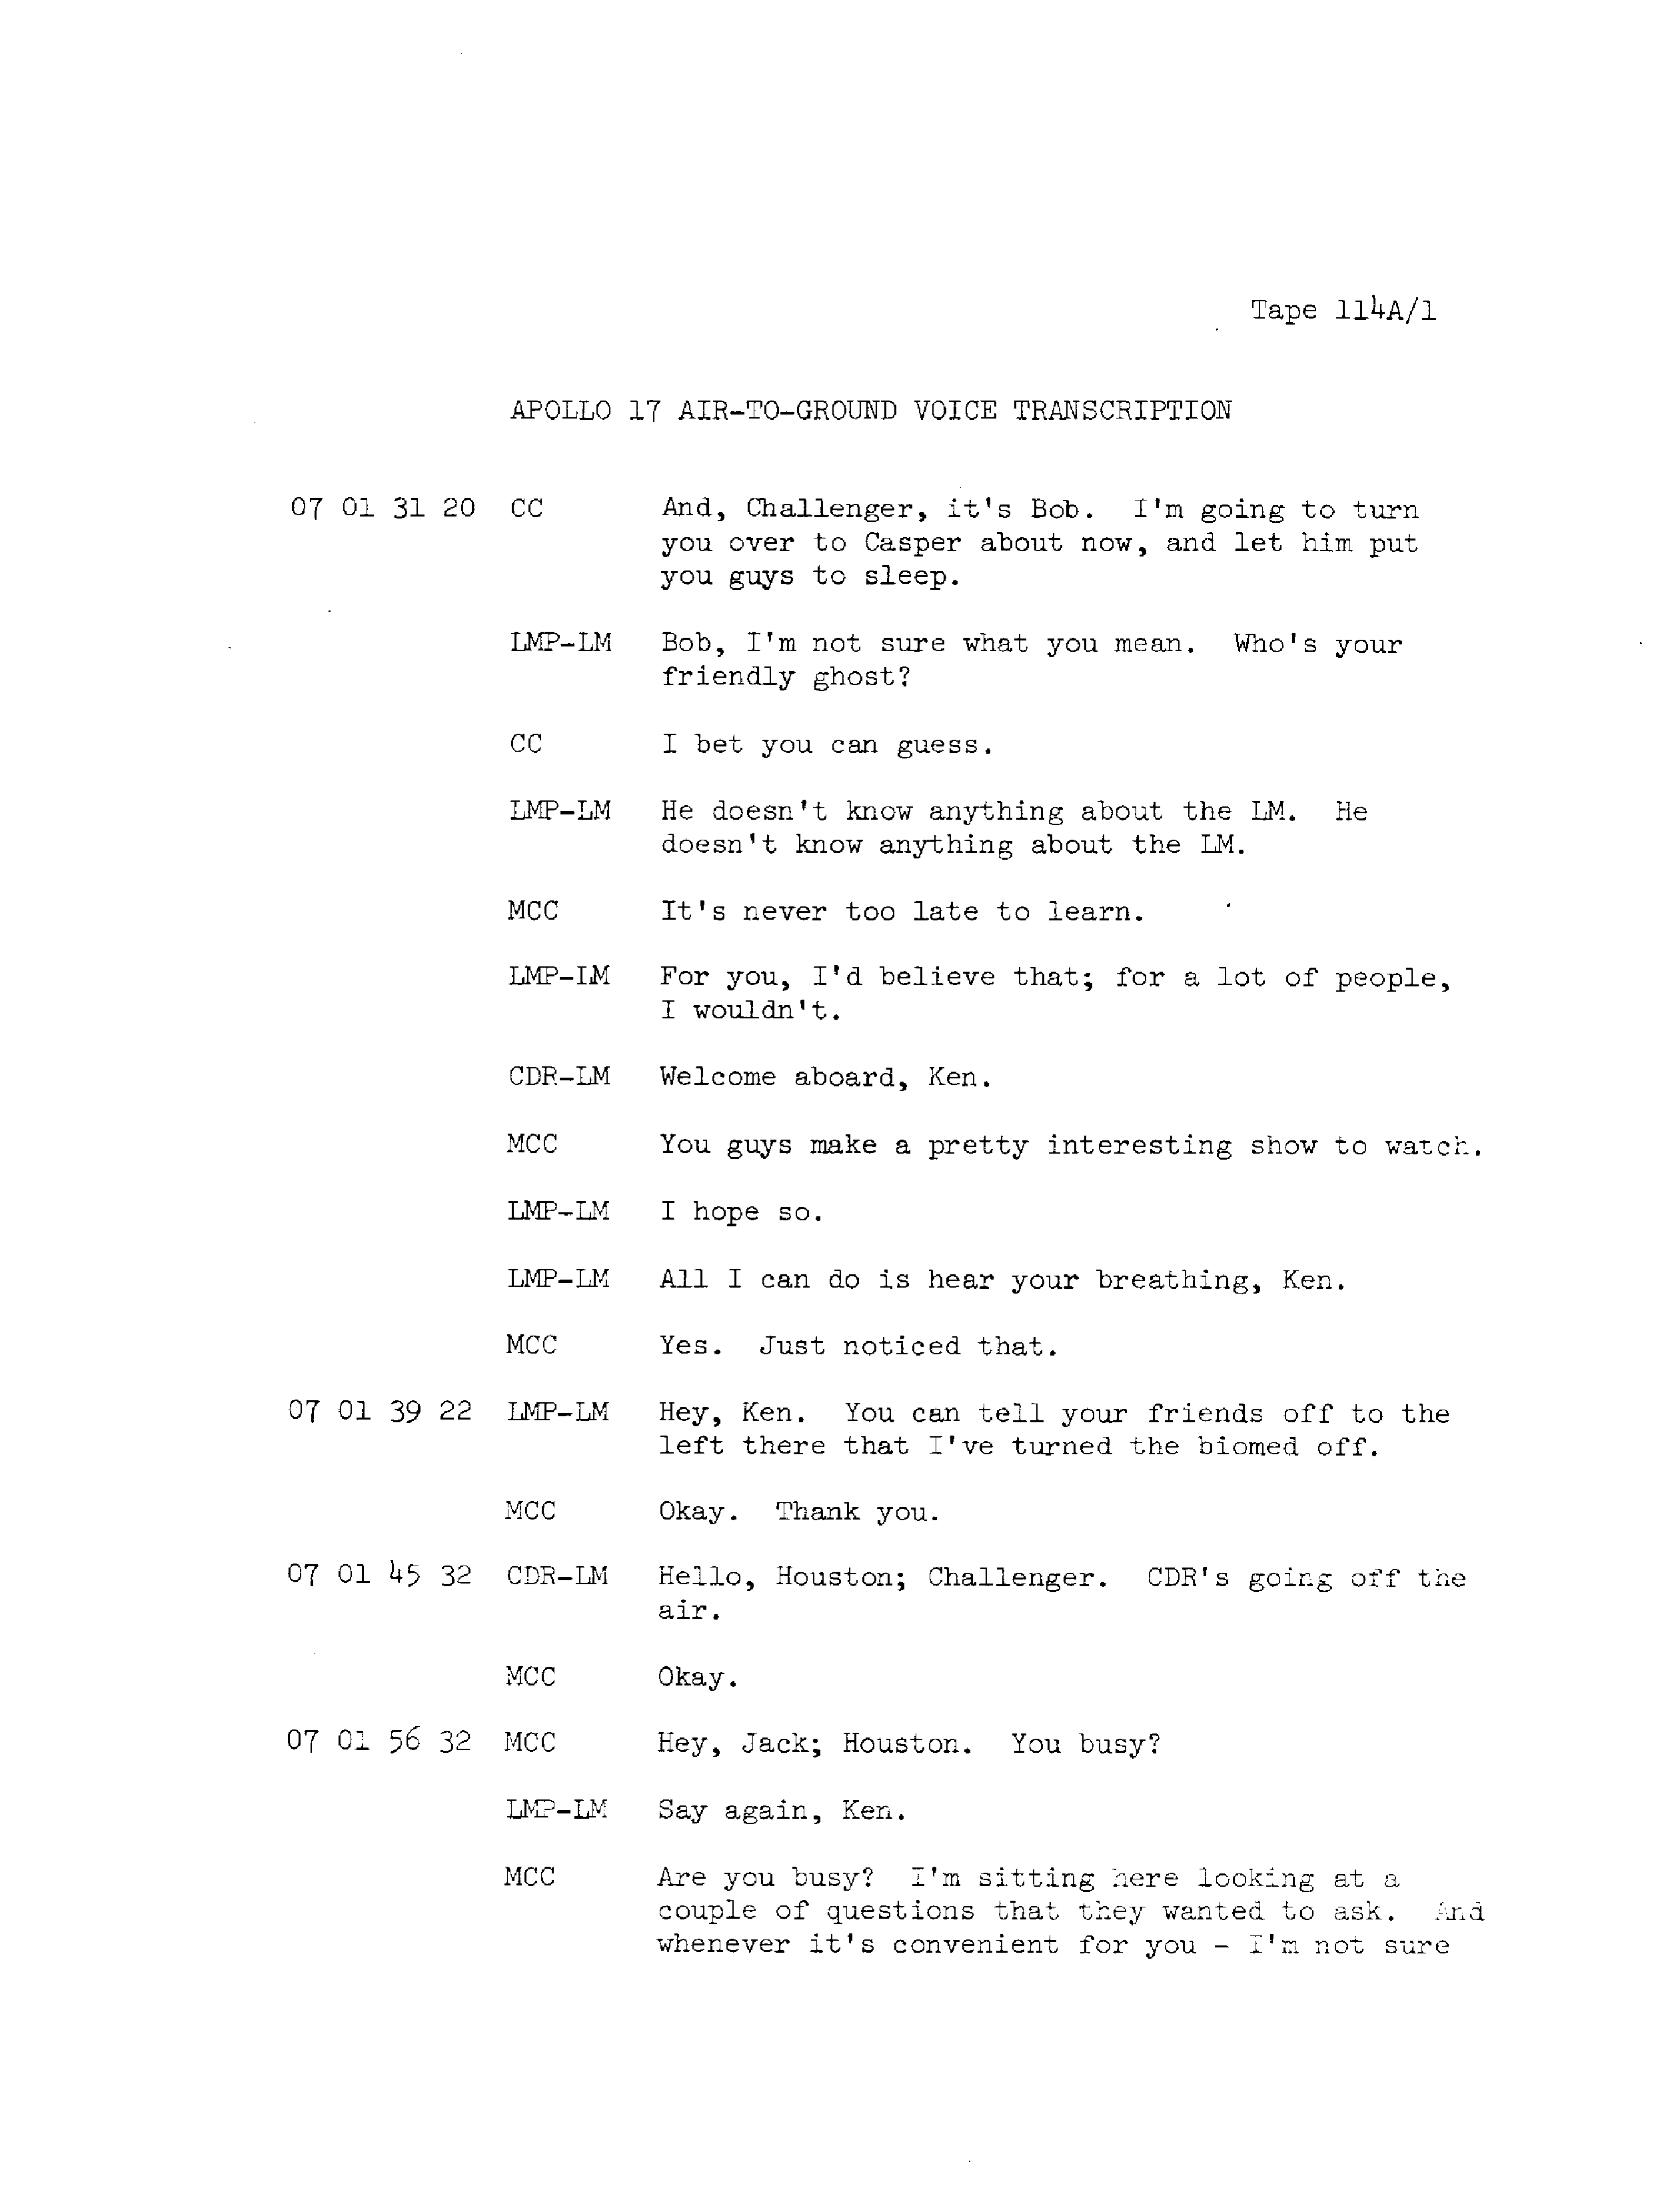 Tape 114A/1
APOLLO 17 AIR-TO-GROUND VOICE TRANSCRIPTION
07 01 31 20 CC And, Challenger, it's Bob. I'm going to turn
you over to Casper about now, and let him put
you guys to sleep.
LMP-LM Bob, I'm not sure what you mean. Who's your
friendly ghost?
CC I bet you can guess.
LMP-LM He doesn't know anything about the LM. He
doesn't know anything about the LM.
MCC It's never too late to learn.
LMP-LM For you, I'd believe that; for a lot of people,
I wouldn't.
CDR-LM Welcome aboard, Ken.
MCC You guys make a pretty interesting show to watch.
LMP-LM I hope so.
LMP-LM All I can do is hear your breathing, Ken.
MCC Yes. Just noticed that.
07 01 39 22 LMP-LM Hey, Ken. You can tell your friends off to the
left there that I've turned the biomed off.
MCC Okay. Thank you.
07 01 45 32 CDR-LM Hello, Houston; Challenger. CDR's going off the
air.
MCC Okay.
07 01 56 32 MCC Hey, Jack; Houston. You busy?
LMP-LM Say again, Ken.
MCC Are you busy? I'm sitting here looking at a
couple of questions that they wanted to ask. And
whenever it's convenient for you - I'm not sure